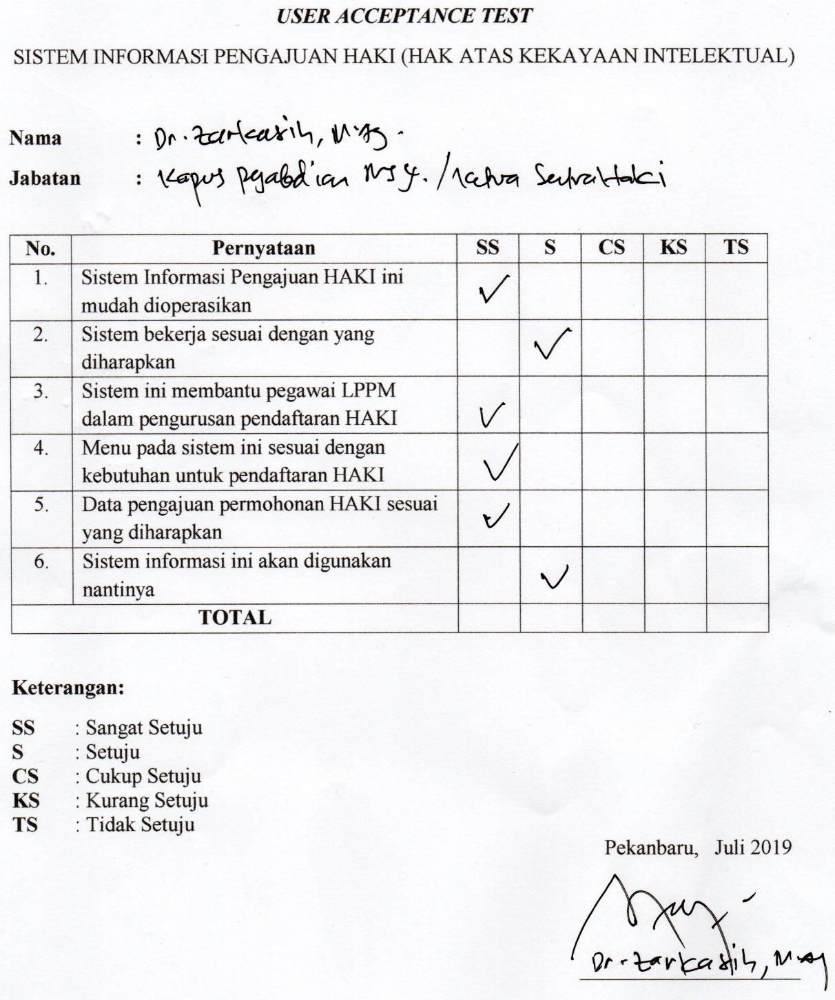 USER ACCEPTANCE TEST
SISTEM INFORMASI PENGAJUAN HAKI (HAK ATAS KEKAYAAN INTELEKTUAL)
Nama : Dr. Zarkasih, M.Ag.
Jabatan : Kapus Pgabdian Msy. / Ketua Sentra Haki
No. Pernyataan SS S CS KS TS
1. Sistem Informasi Pengajuan HAKI ini ✓
mudah dioperasikan
2. Sistem bekerja sesuai dengan yang ✓
diharapkan
3. Sistem ini membantu pegawai LPPM
dalam pengurusan pendaftaran HAKI ✓
4. Menu pada sistem ini sesuai dengan ✓
kebutuhan untuk pendaftaran HAKI
5. Data pengajuan permohonan HAKI sesuai ✓
yang diharapkan
6. Sistem informasi ini akan digunakan ✓
nantinya
TOTAL
Keterangan:
SS : Sangat Setuju
S : Setuju
CS : Cukup Setuju
KS : Kurang Setuju
TS : Tidak Setuju
Pekanbaru, Juli 2019
Dr. Zarkasih, M.Ag